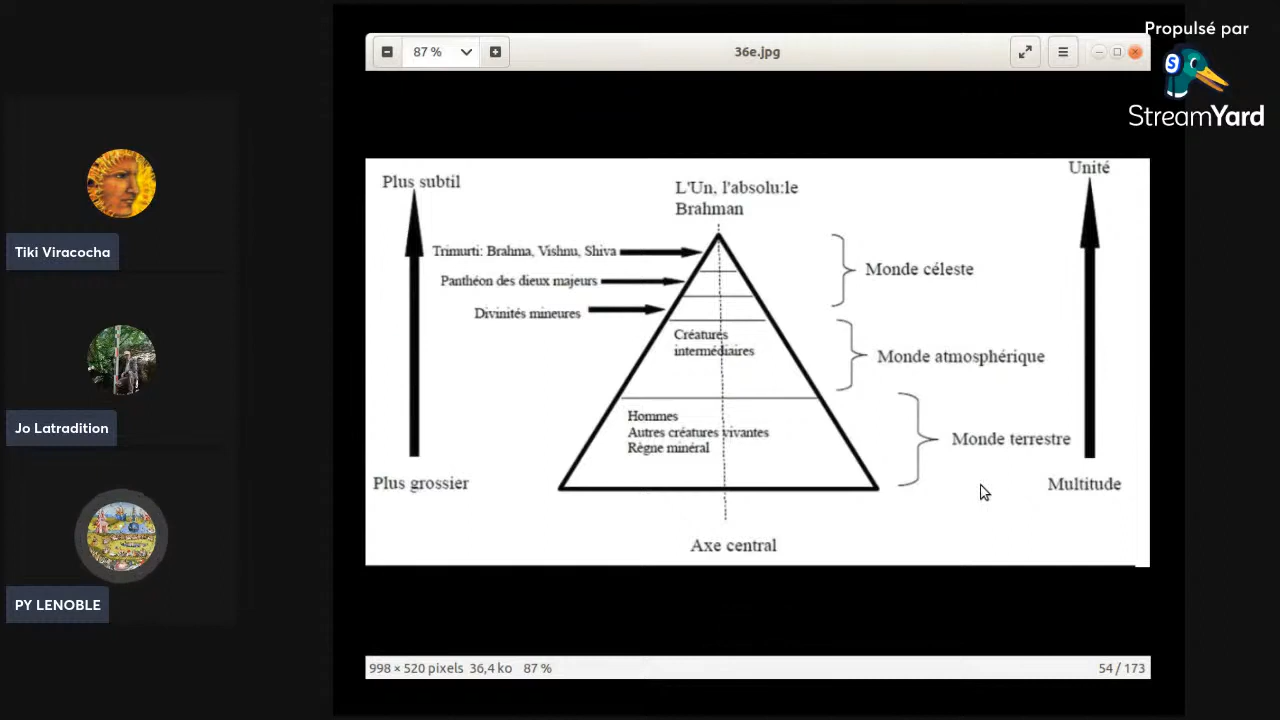 Propulsé par
StreamYard
87 %
36e.jpg
Plus subtil
L'Un, l'absolu:le
Brahman
Unité
Trimurti: Brahma, Vishnu, Shiva
Panthéon des dieux majeurs
Divinités mineures
Monde céleste
Créatures
intermédiaires
Monde atmosphérique
Hommes
Autres créatures vivantes
Règne minéral
Monde terrestre
Plus grossier
Multitude
Axe central
998 × 520 pixels 36,4 ko 87 %
54 / 173
Tiki Viracocha
Jo Latradition
PY LENOBLE